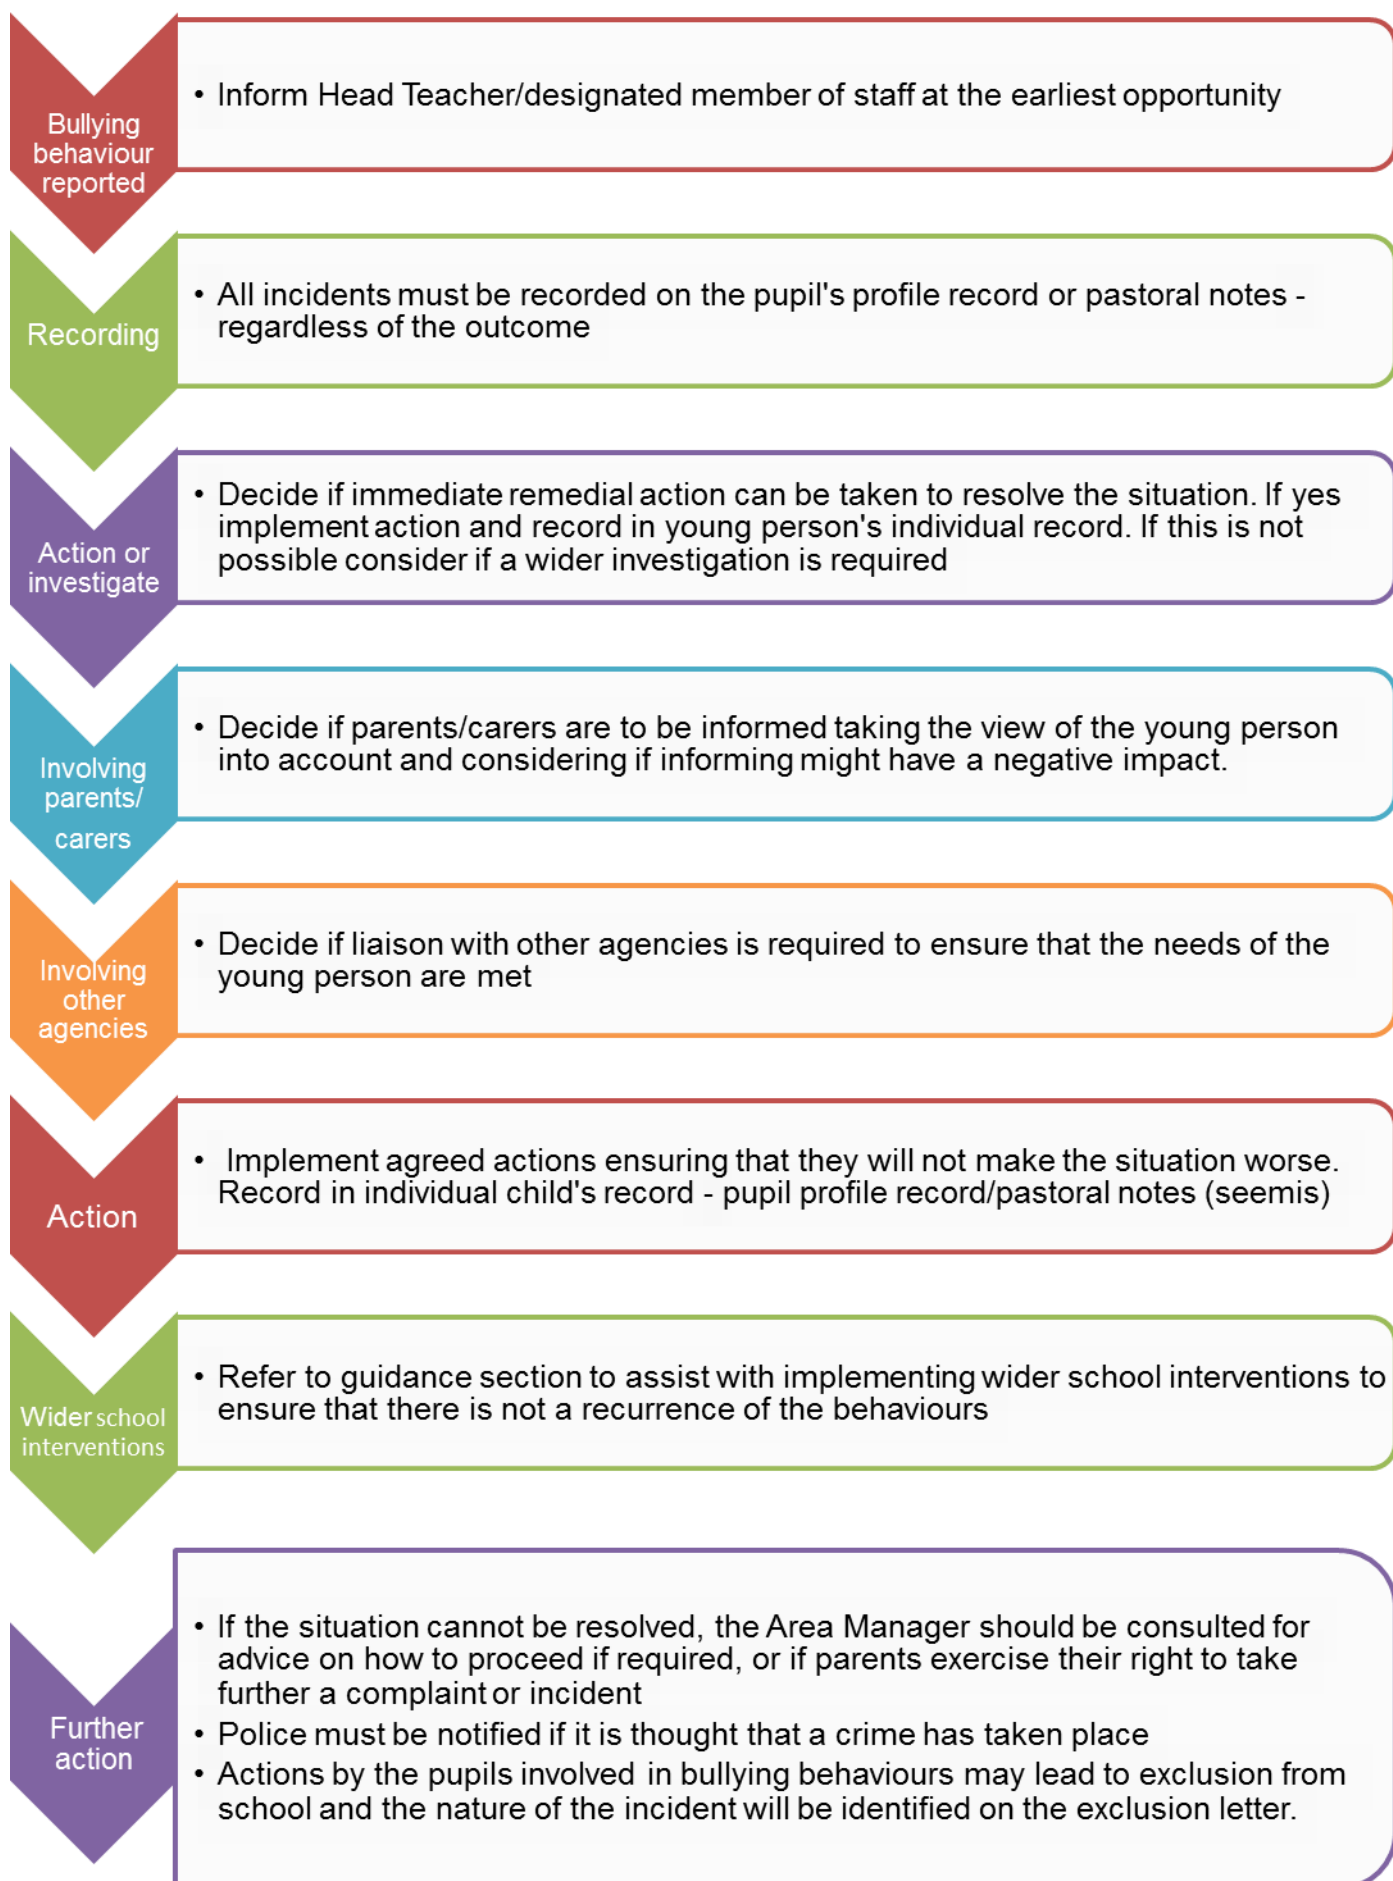 Bullying
behaviour
reported
• Inform Head Teacher/designated member of staff at the earliest opportunity
Recording
• All incidents must be recorded on the pupil's profile record or pastoral notes -
regardless of the outcome
Action or
investigate
• Decide if immediate remedial action can be taken to resolve the situation. If yes
implement action and record in young person's individual record. If this is not
possible consider if a wider investigation is required
Involving
parents/
carers
• Decide if parents/carers are to be informed taking the view of the young person
into account and considering if informing might have a negative impact.
Involving
other
agencies
• Decide if liaison with other agencies is required to ensure that the needs of the
young person are met
Action
• Implement agreed actions ensuring that they will not make the situation worse.
Record in individual child's record - pupil profile record/pastoral notes (seemis)
Wider school
interventions
• Refer to guidance section to assist with implementing wider school interventions to
ensure that there is not a recurrence of the behaviours
Further
action
• If the situation cannot be resolved, the Area Manager should be consulted for
advice on how to proceed if required, or if parents exercise their right to take
further a complaint or incident
• Police must be notified if it is thought that a crime has taken place
• Actions by the pupils involved in bullying behaviours may lead to exclusion from
school and the nature of the incident will be identified on the exclusion letter.